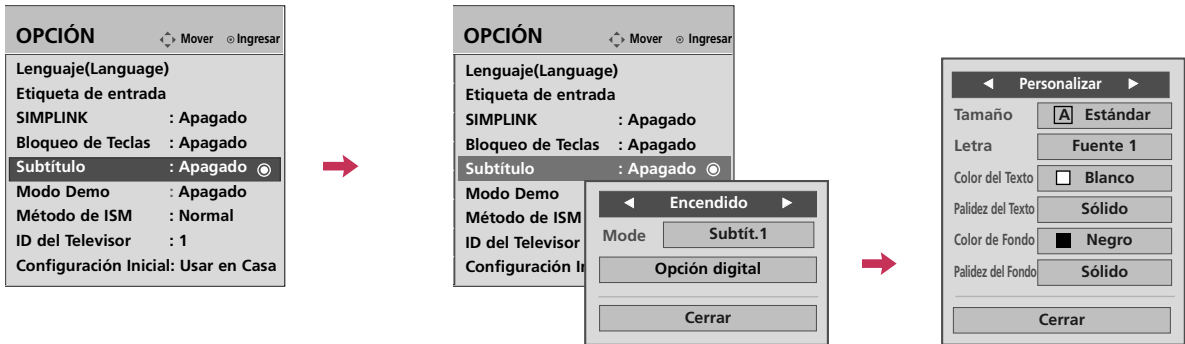 OPCIÓN Mover Ingresar
Lenguaje(Language)
Etiqueta de entrada
SIMPLINK : Apagado
Bloqueo de Teclas : Apagado
Subtítulo : Apagado
Modo Demo : Apagado
Método de ISM : Normal
ID del Televisor : 1
Configuración Inicial: Usar en Casa
OPCIÓN Mover Ingresar
Lenguaje(Language)
Etiqueta de entrada
SIMPLINK : Apagado
Bloqueo de Teclas : Apagado
Subtítulo : Apagado
Modo Demo
Método de ISM
ID del Televisor
Configuración
◄ Encendido ►
Mode Subtít.1
Opción digital
Cerrar
◄ Personalizar ►
Tamaño A Estándar
Letra Fuente 1
Color del Texto Blanco
Palidez del Texto Sólido
Color de Fondo Negro
Palidez del Fondo Sólido
Cerrar